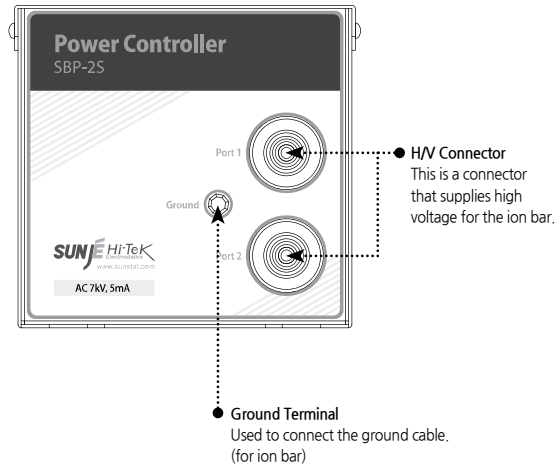 Power Controller
SBP-2S
Port 1
Ground
Port 2
SUNJE Hi-TeK
Electrostatics
www.sunstat.com
AC 7kV, 5mA
H/V Connector
This is a connector
that supplies high
voltage for the ion bar.
Ground Terminal
Used to connect the ground cable.
(for ion bar)